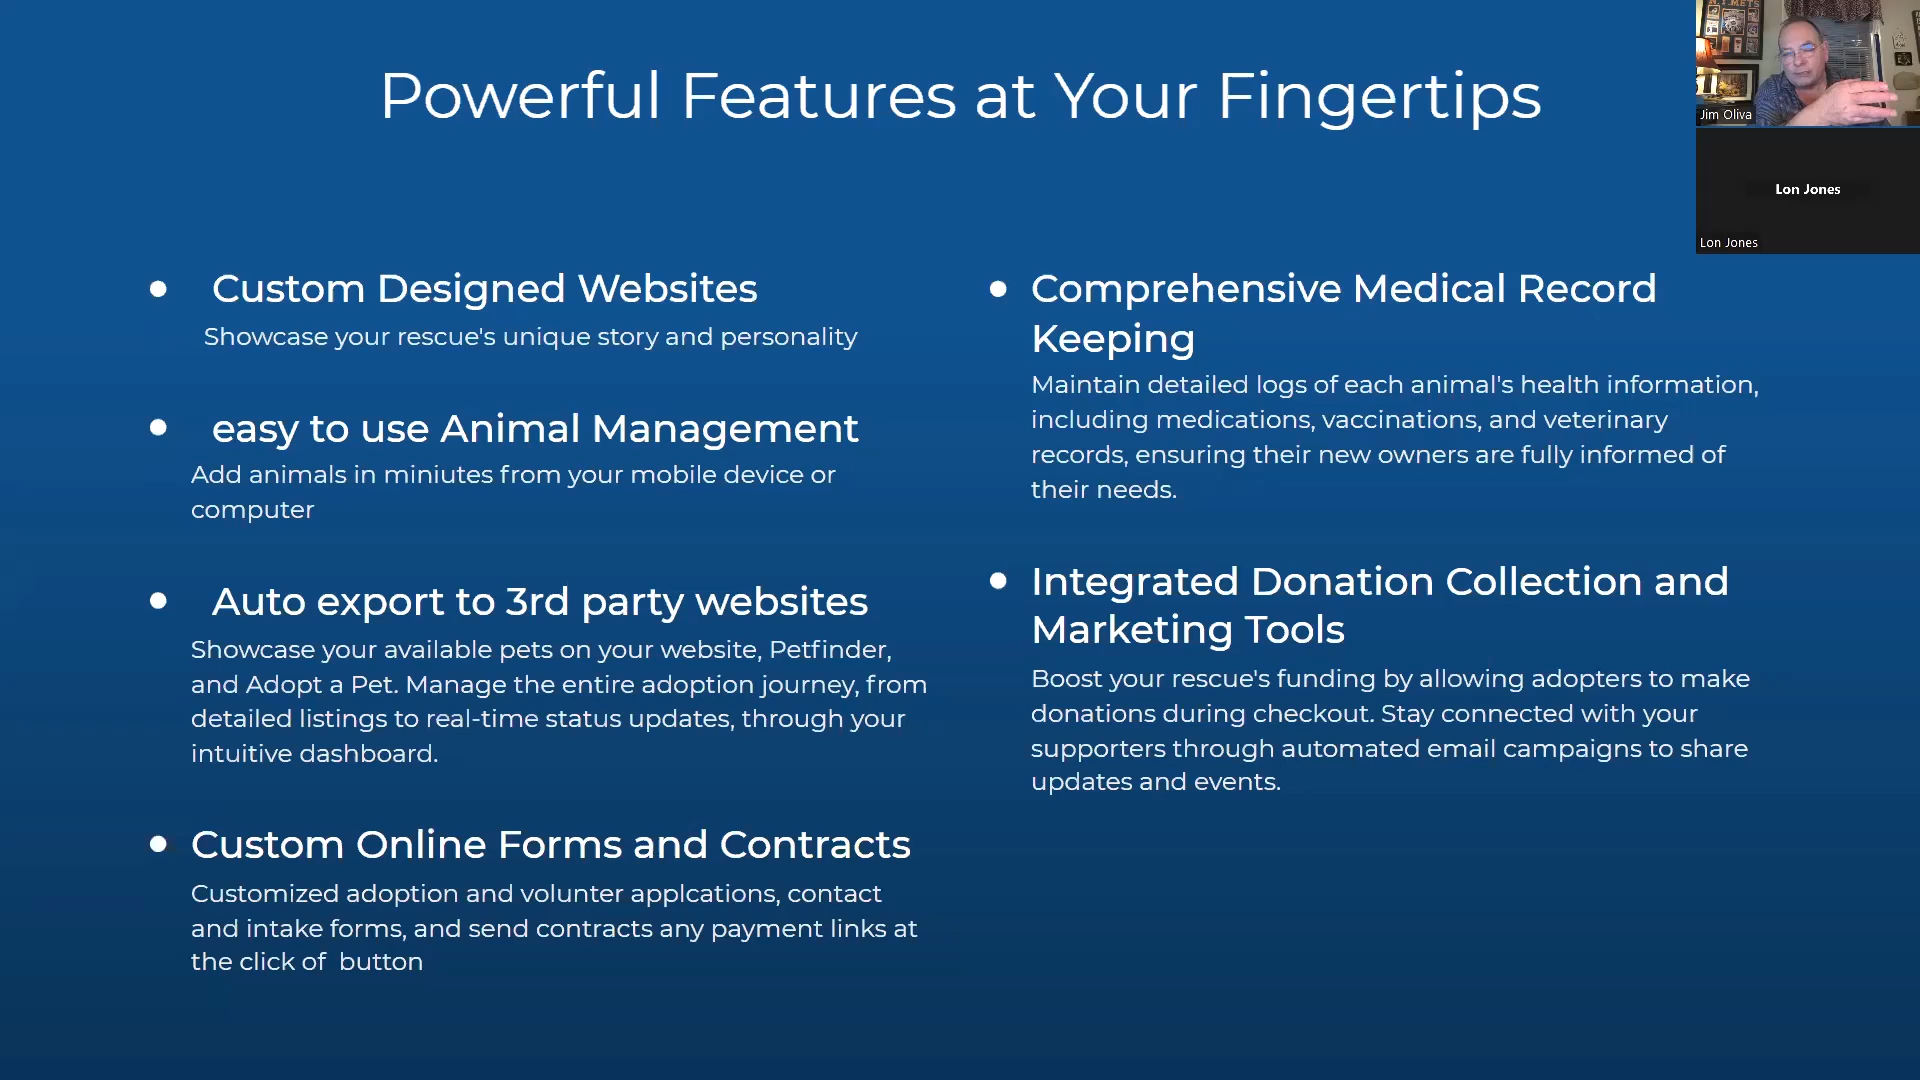 Powerful Features at Your Fingertips
Custom Designed Websites
Showcase your rescue's unique story and personality
easy to use Animal Management
Add animals in miniutes from your mobile device or
computer
Auto export to 3rd party websites
Showcase your available pets on your website, Petfinder,
and Adopt a Pet. Manage the entire adoption journey, from
detailed listings to real-time status updates, through your
intuitive dashboard.
Custom Online Forms and Contracts
Customized adoption and volunter applcations, contact
and intake forms, and send contracts any payment links at
the click of  button
Comprehensive Medical Record
Keeping
Maintain detailed logs of each animal's health information,
including medications, vaccinations, and veterinary
records, ensuring their new owners are fully informed of
their needs.
Integrated Donation Collection and
Marketing Tools
Boost your rescue's funding by allowing adopters to make
donations during checkout. Stay connected with your
supporters through automated email campaigns to share
updates and events.
N.Y. METS
Jim Oliva
Lon Jones
Lon Jones